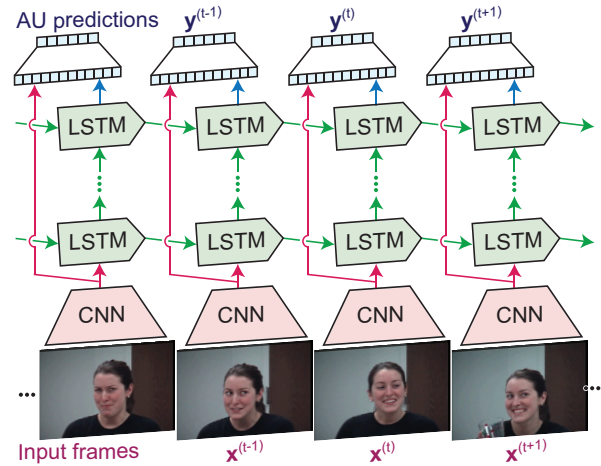 AU predictions y(t-1) y(t) y(t+1)
LSTM LSTM LSTM LSTM
LSTM LSTM LSTM LSTM
CNN CNN CNN CNN
... ...
Input frames x(t-1) x(t) x(t+1)